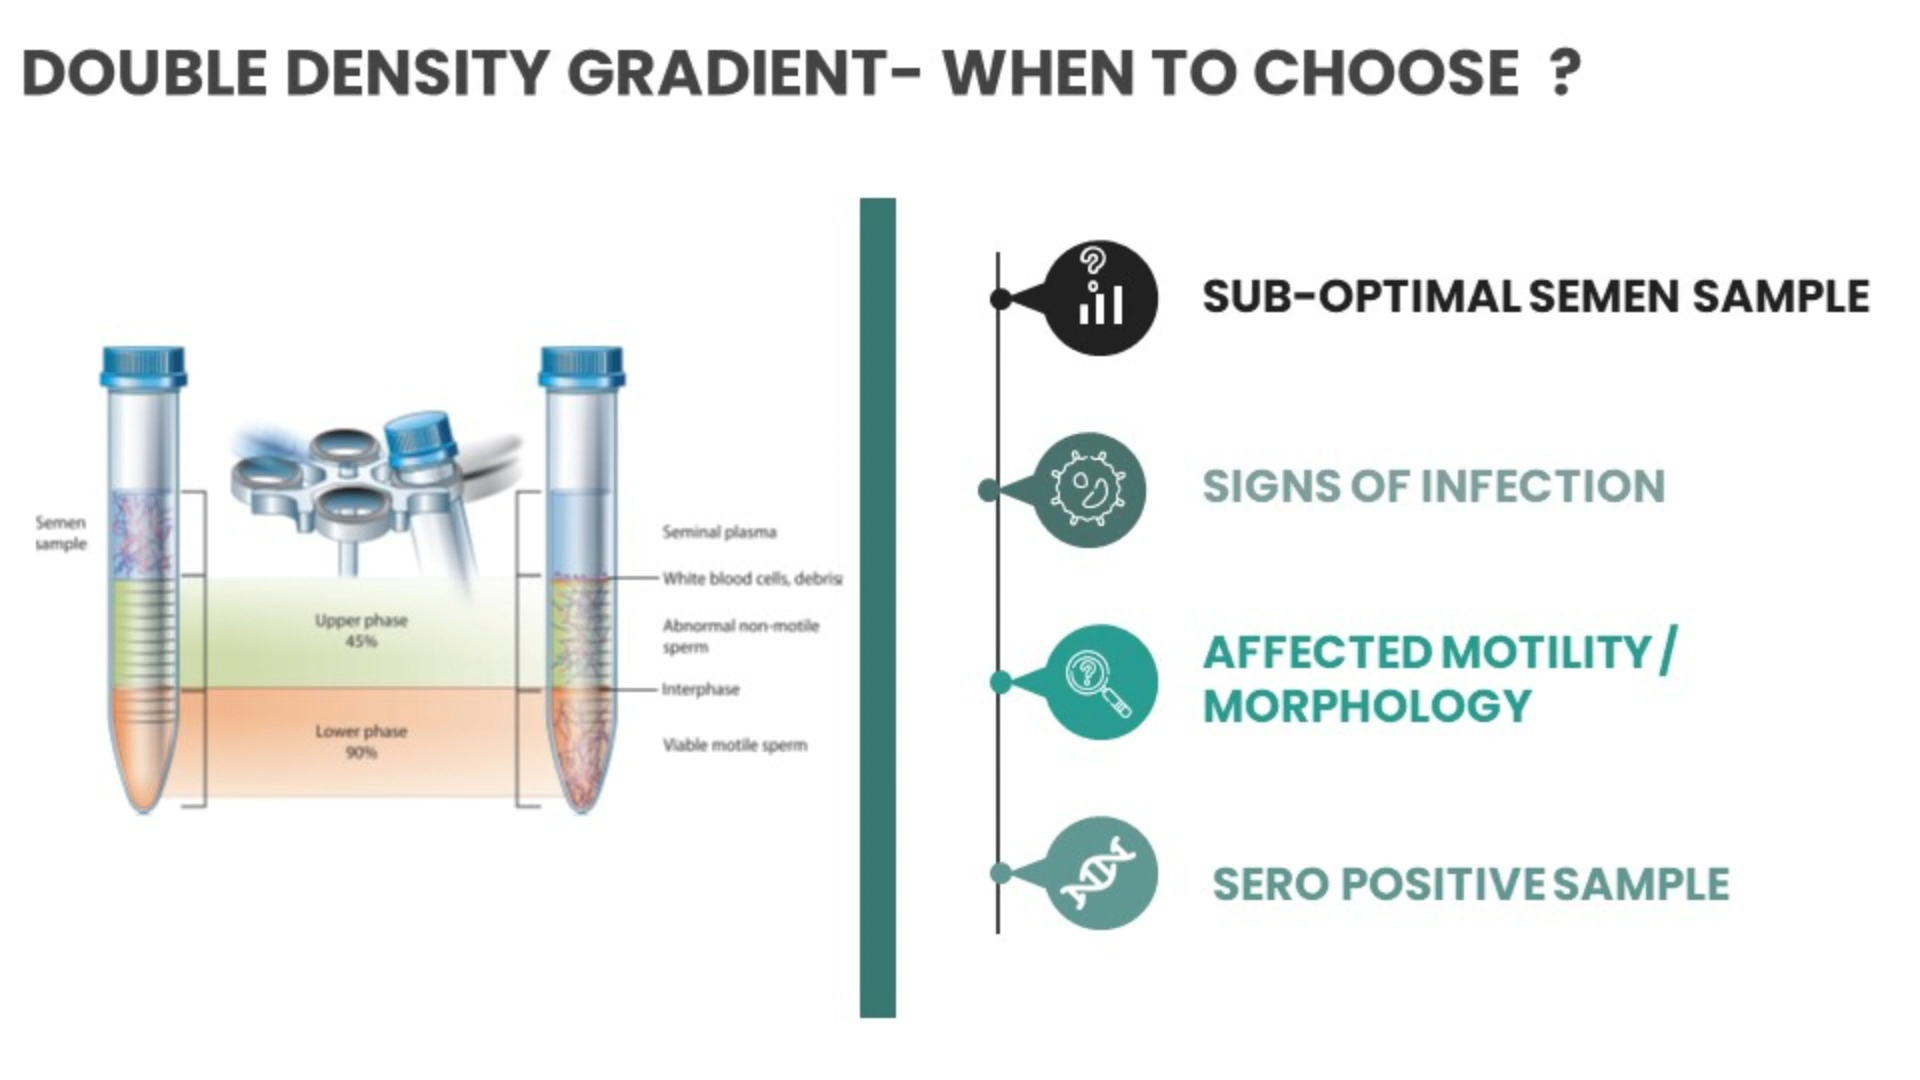 DOUBLE DENSITY GRADIENT- WHEN TO CHOOSE ?
Semen
sample
Upper phase
45%
Lower phase
90%
Seminal plasma
White blood cells, debris
Abnormal non-motile
sperm
Interphase
Viable motile sperm
SUB-OPTIMAL SEMEN SAMPLE
SIGNS OF INFECTION
AFFECTED MOTILITY /
MORPHOLOGY
SERO POSITIVE SAMPLE